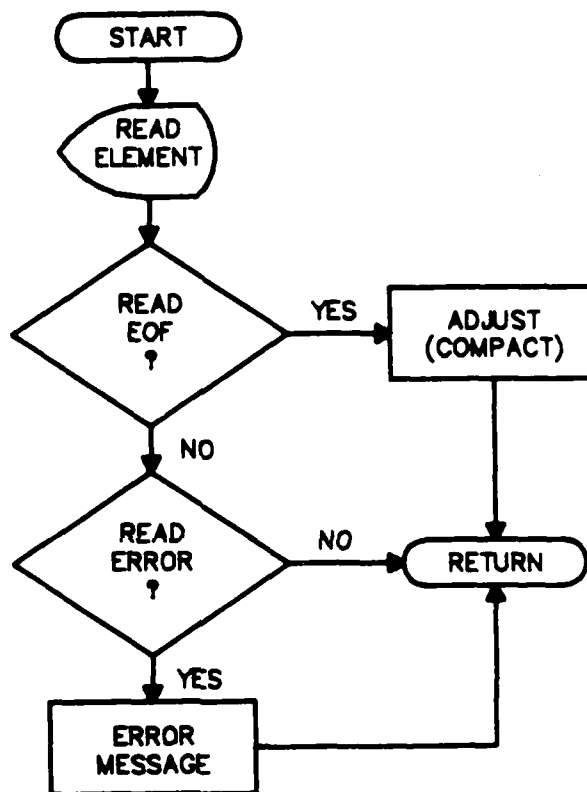 START
READ
ELEMENT
READ
EOF
?
YES
ADJUST
(COMPACT)
NO
READ
ERROR
?
NO
RETURN
YES
ERROR
MESSAGE